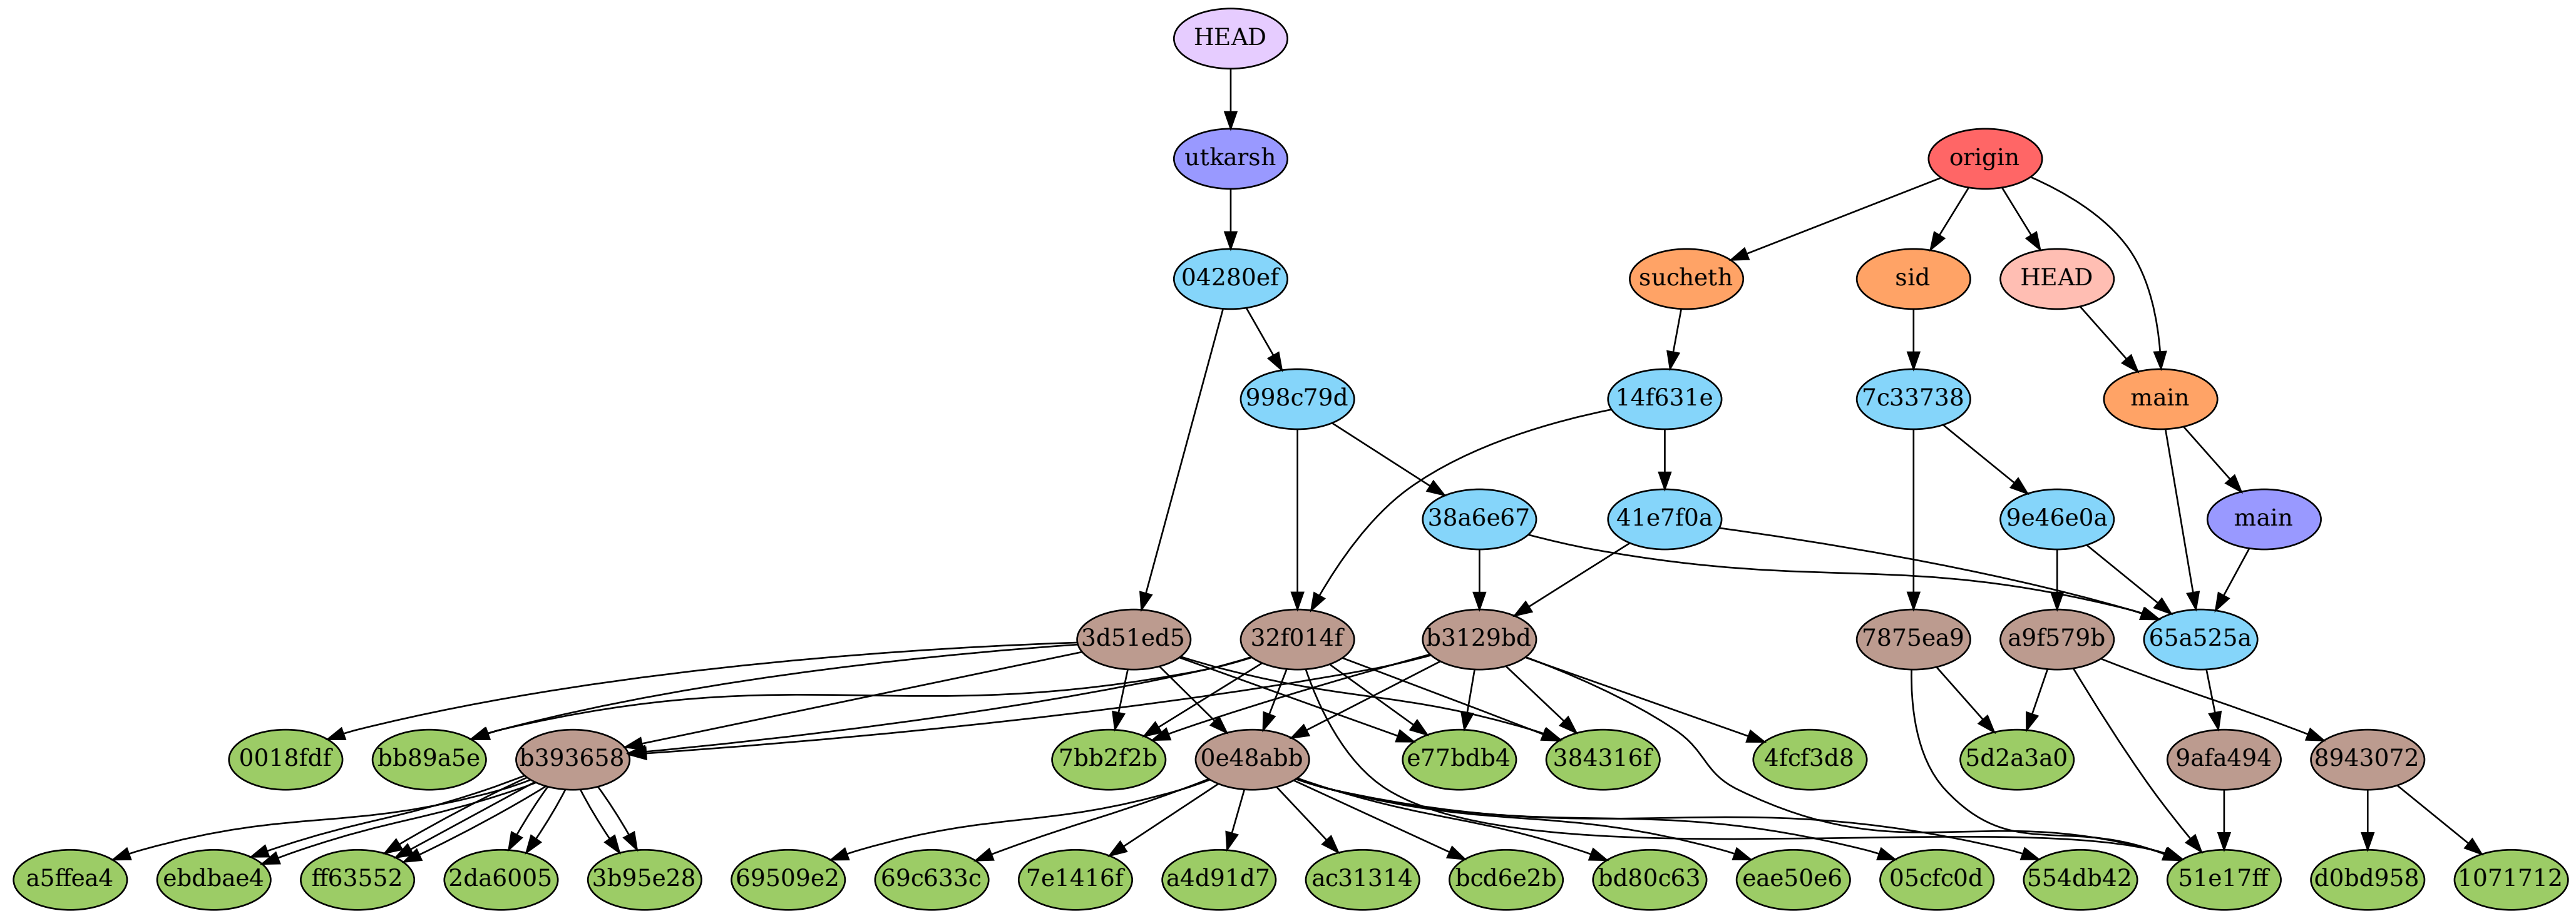 HEAD
utkarsh
origin
04280ef
sucheth
sid
HEAD
998c79d
14f631e
7c33738
main
38a6e67
41e7f0a
9e46e0a
main
3d51ed5
32f014f
b3129bd
7875ea9
a9f579b
65a525a
0018fdf
bb89a5e
b393658
7bb2f2b
0e48abb
e77bdb4
384316f
4fcf3d8
5d2a3a0
9afa494
8943072
a5ffea4
ebdbae4
ff63552
2da6005
3b95e28
69509e2
69c633c
7e1416f
a4d91d7
ac31314
bcd6e2b
bd80c63
eae50e6
05cfc0d
554db42
51e17ff
d0bd958
1071712